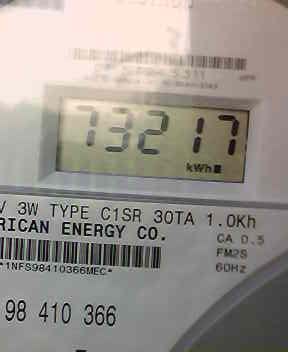 73217
kWh
V 3W TYPE C1SR 30TA 1.0Kh
RICAN ENERGY CO.
CA 0.5
FM2S
60Hz
*1NFS98410366MEC*
98 410 366